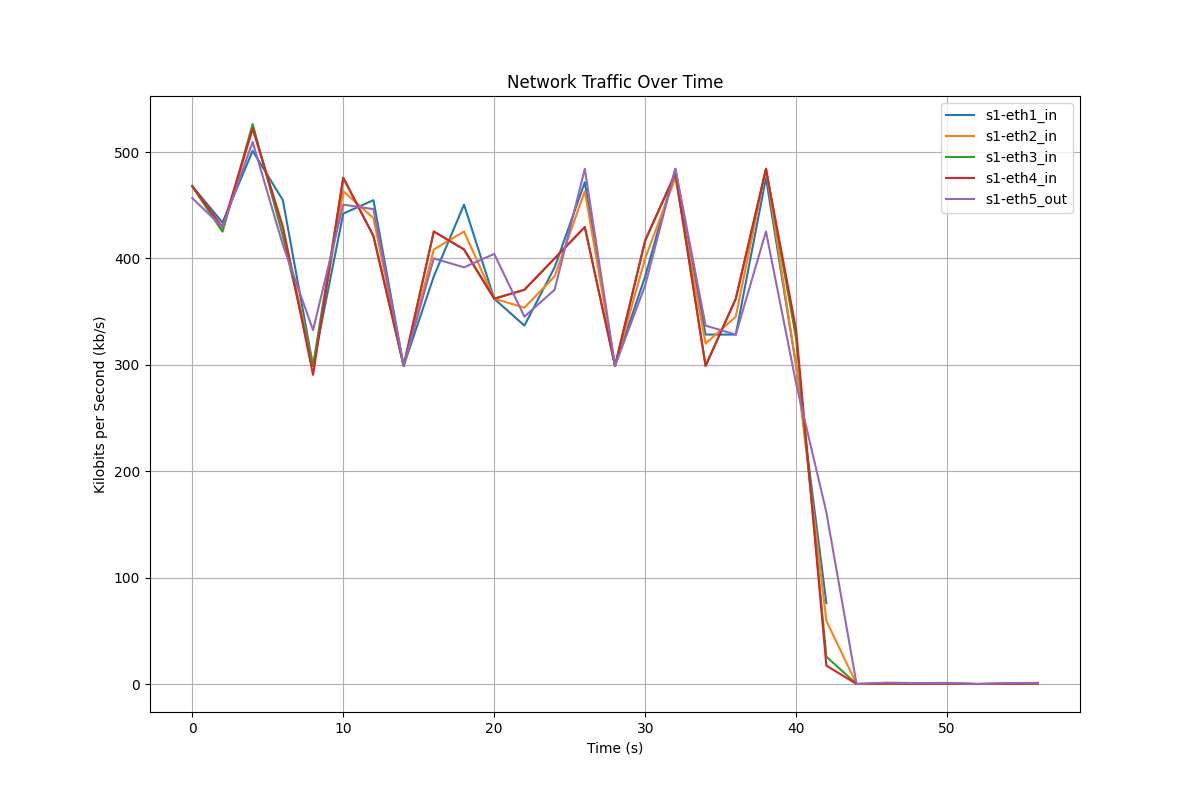 Network Traffic Over Time
s1-eth1_in
s1-eth2_in
s1-eth3_in
s1-eth4_in
s1-eth5_out
Kilobits per Second (kb/s)
500
400
300
200
100
0
0 10 20 30 40 50
Time (s)